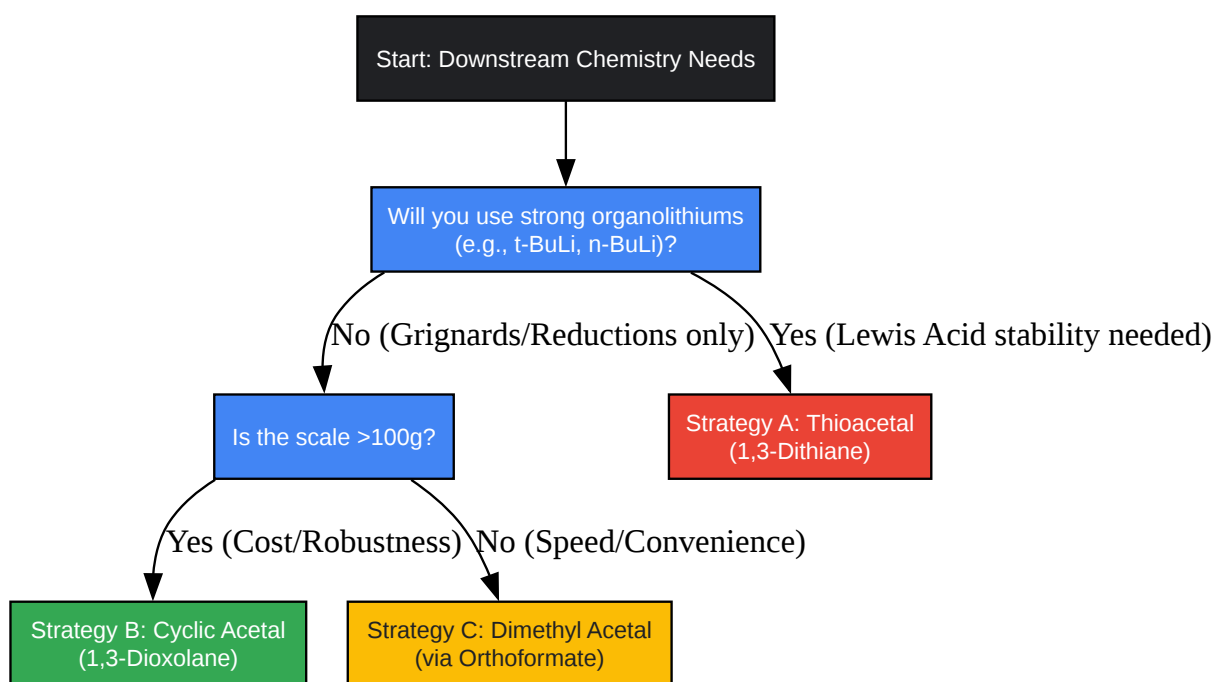 Start: Downstream Chemistry Needs
Will you use strong organolithiums
(e.g., t-BuLi, n-BuLi)?
No (Grignards/Reductions only)
Yes (Lewis Acid stability needed)
Is the scale >100g?
Strategy A: Thioacetal
(1,3-Dithiane)
Yes (Cost/Robustness)
No (Speed/Convenience)
Strategy B: Cyclic Acetal
(1,3-Dioxolane)
Strategy C: Dimethyl Acetal
(via Orthoformate)